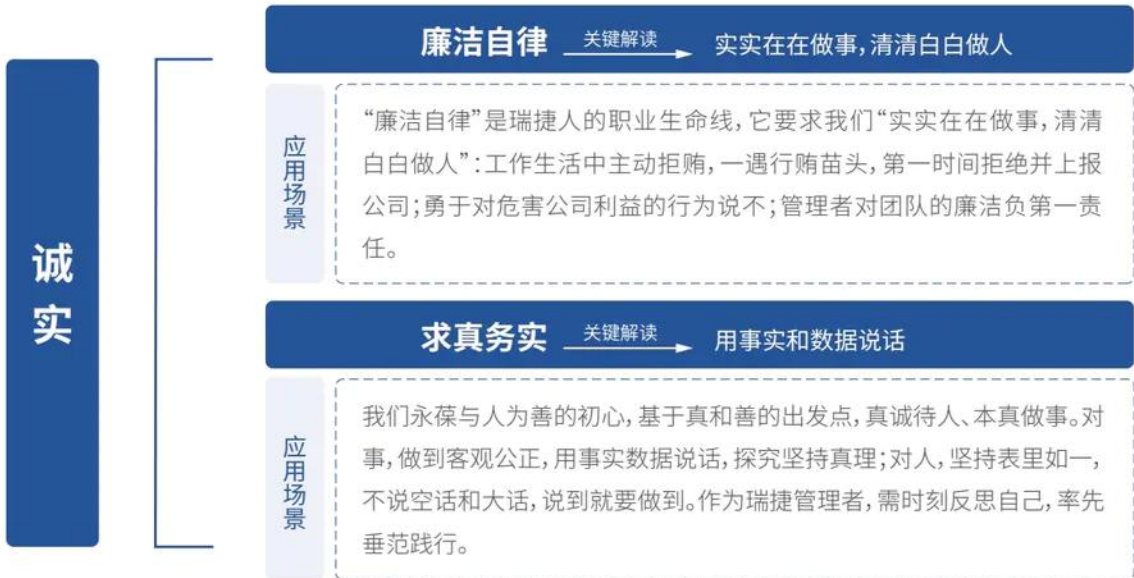 诚实
廉洁自律 关键解读 实实在在做事，清清白白做人
应用场景
“廉洁自律”是瑞捷人的职业生命线，它要求我们“实实在在做事，清清
白白做人”：工作生活中主动拒贿，一遇行贿苗头，第一时间拒绝并上报
公司；勇于对危害公司利益的行为说不；管理者对团队的廉洁负第一责
任。
求真务实 关键解读 用事实和数据说话
应用场景
我们永葆与人为善的初心，基于真和善的出发点，真诚待人、本真做事。对
事，做到客观公正，用事实数据说话，探究坚持真理；对人，坚持表里如一，
不说空话和大话，说到就要做到。作为瑞捷管理者，需时刻反思自己，率先
垂范践行。